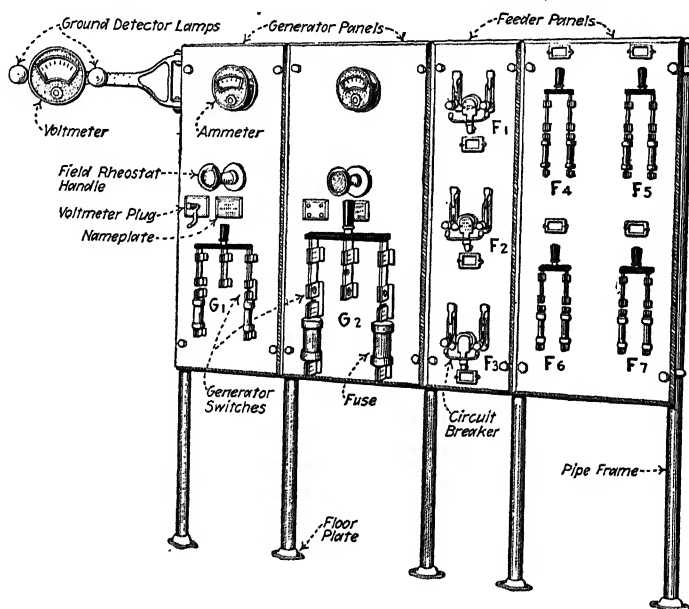 Ground Detector Lamps
Generator Panels
Feeder Panels
Voltmeter
Ammeter
Field Rheostat
Handle
Voltmeter Plug
Nameplate
G1
G2
F1
F2
F3
F4
F5
F6
F7
Generator
Switches
Fuse
Circuit
Breaker
Pipe Frame
Floor
Plate